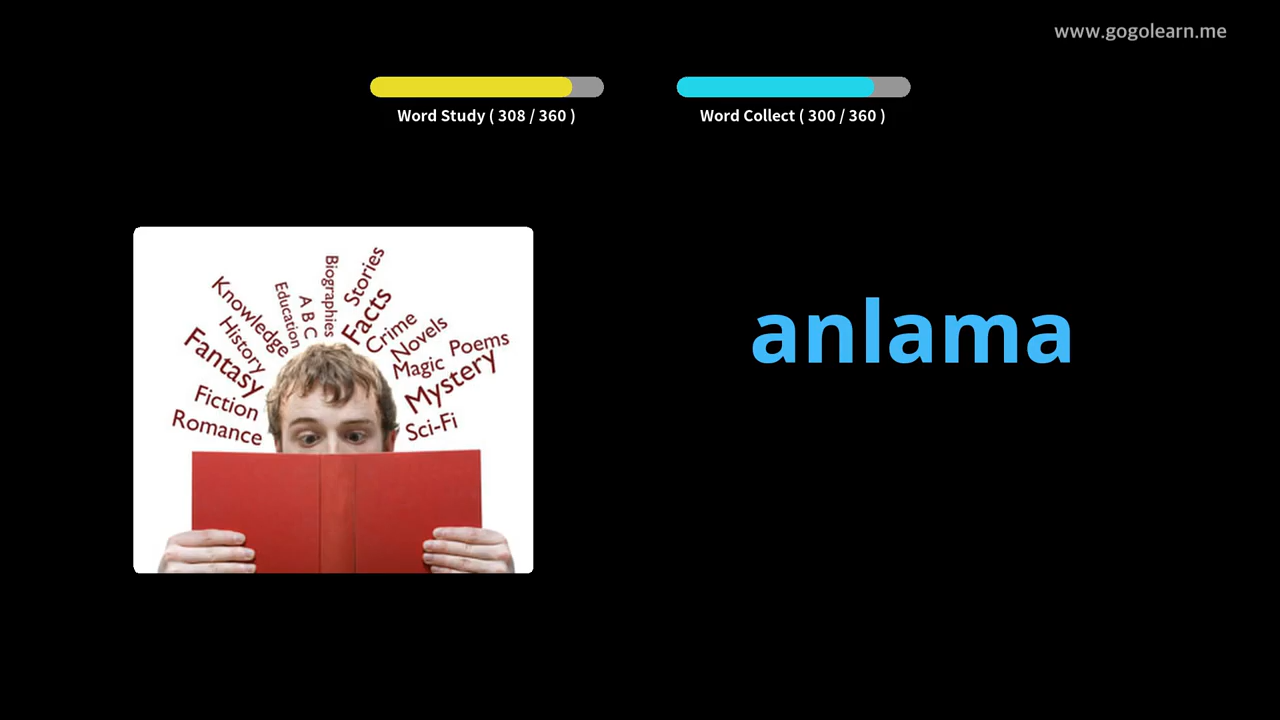 www.gogolearn.me
Word Study ( 308 / 360 )
Word Collect ( 300 / 360 )
Romance
Fiction
Fantasy
History
Knowledge
Education
A B C
Biographies
Stories
Facts
Crime
Novels
Magic
Poems
Mystery
Sci-Fi
anlama